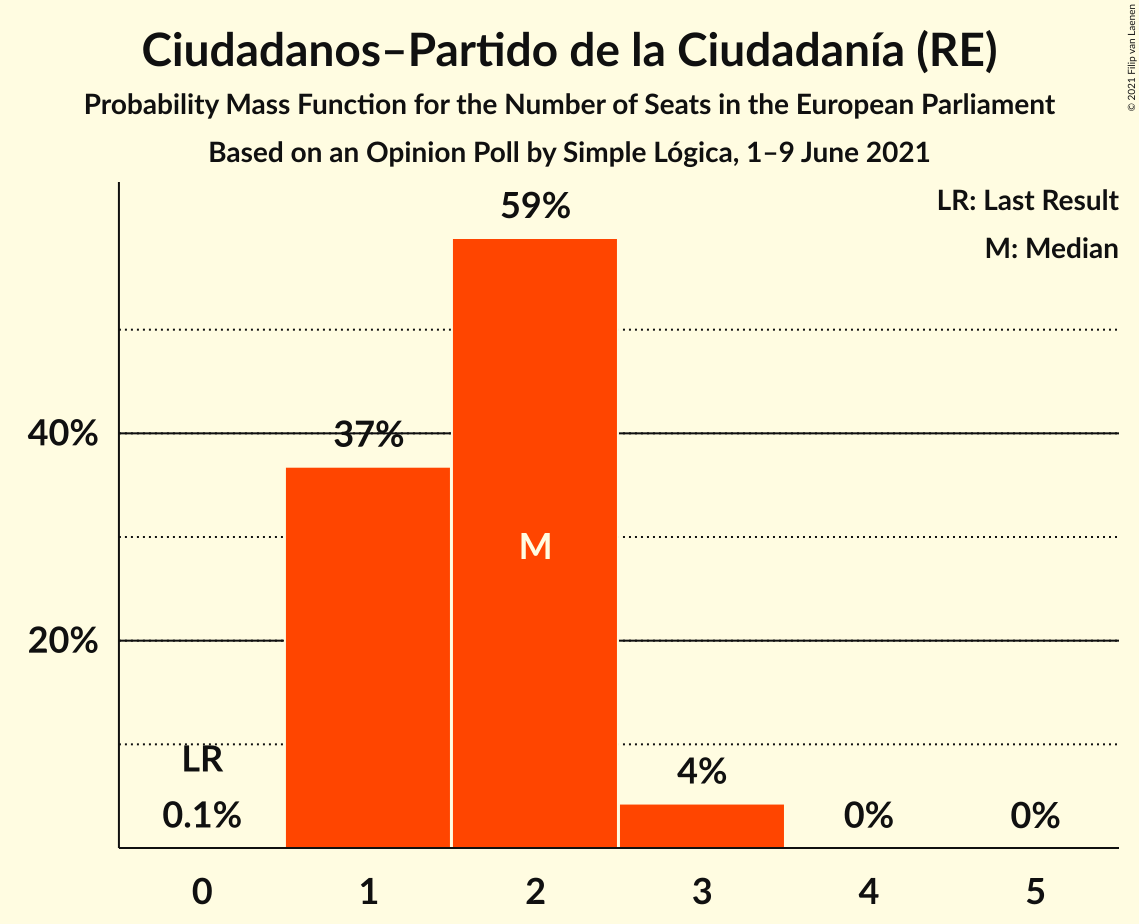 Ciudadanos–Partido de la Ciudadanía (RE)
Probability Mass Function for the Number of Seats in the European Parliament
Based on an Opinion Poll by Simple Lógica, 1–9 June 2021
© 2021 Filip van Laenen
LR: Last Result
M: Median
59%
40%
37%
M
20%
LR
0.1%
4%
0%
0%
0 1 2 3 4 5